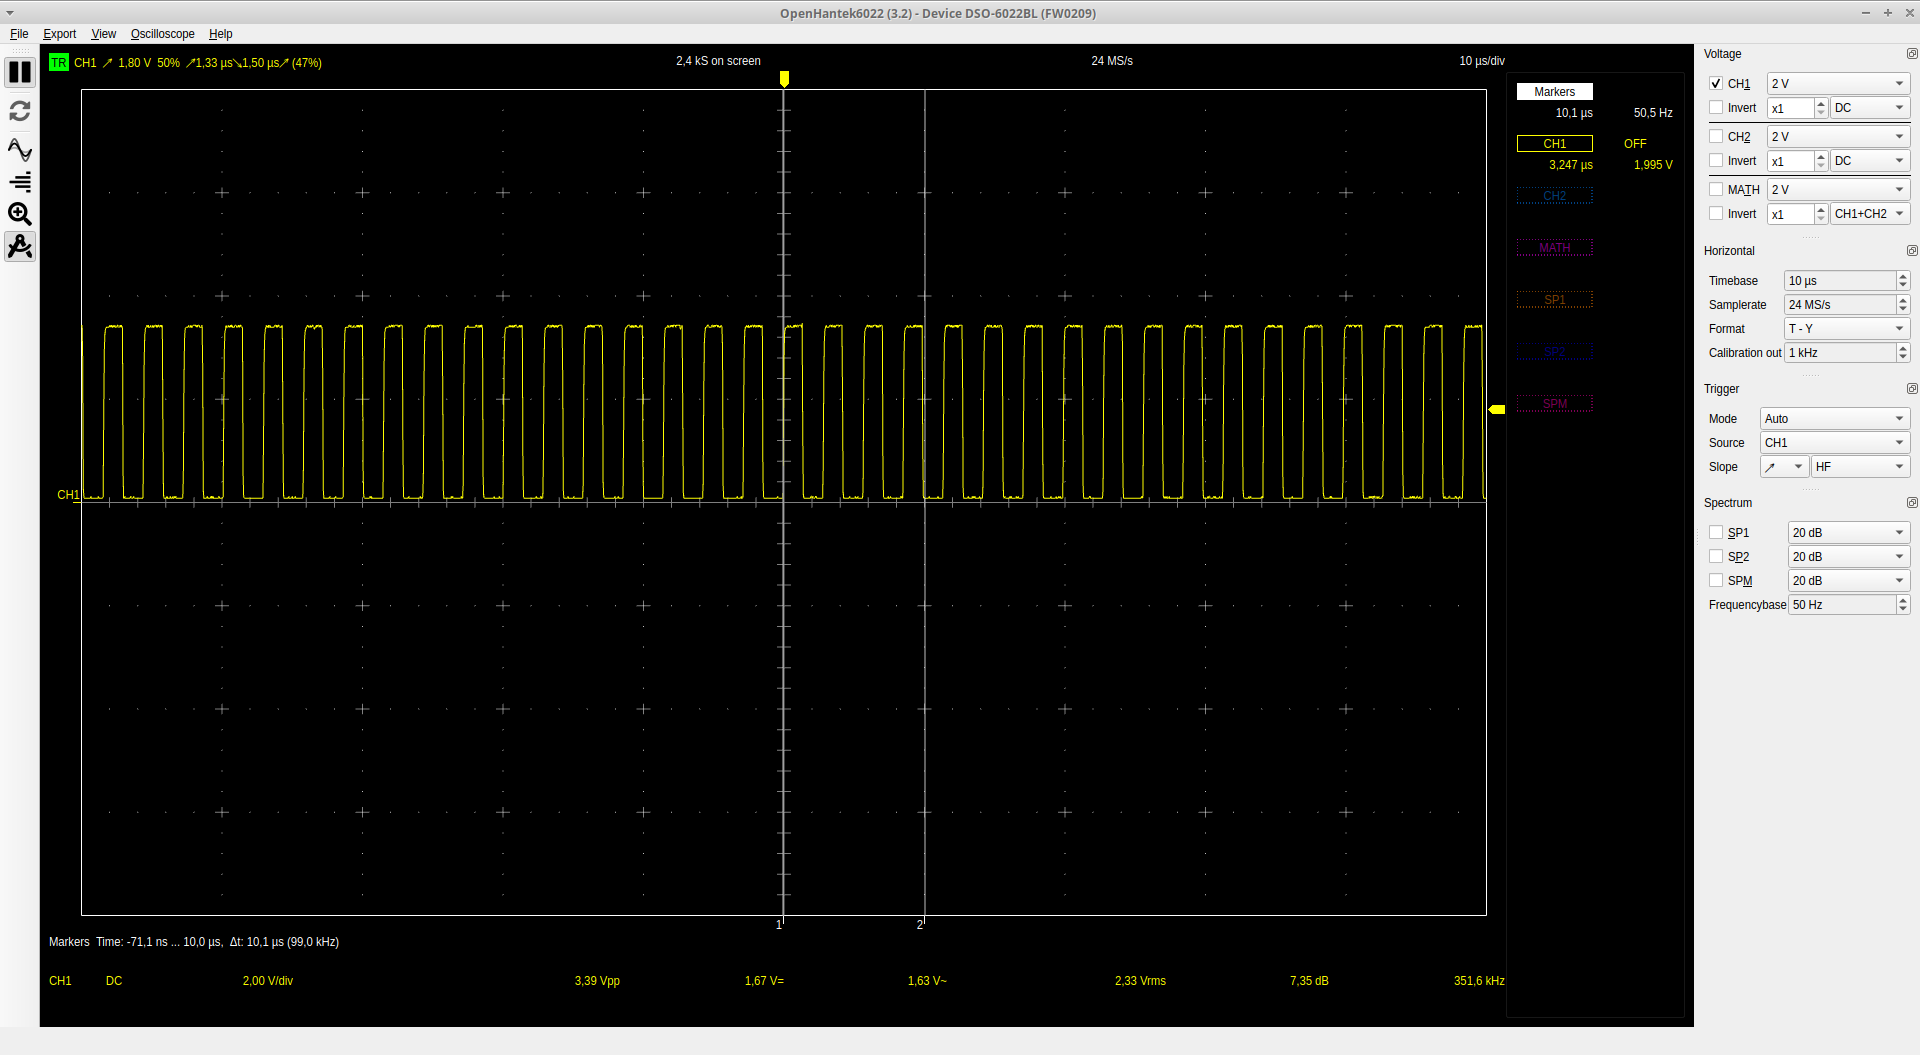 OpenHantek6022 (3.2) - Device DSO-6022BL (FW0209)
File Export View Oscilloscope Help
TR CH1 ↗ 1,80 V 50% ↗1,33 µs↘1,50 µs↗ (47%) 2,4 kS on screen 24 MS/s 10 µs/div
Markers
10,1 µs 50,5 Hz
CH1 OFF
3,247 µs 1,995 V
CH2
MATH
SP1
SP2
SPM
CH1
1 2
Markers Time: -71,1 ns ... 10,0 µs, Δt: 10,1 µs (99,0 kHz)
CH1 DC 2,00 V/div 3,39 Vpp 1,67 V= 1,63 V~ 2,33 Vrms 7,35 dB 351,6 kHz
Voltage
CH1 2 V
Invert x1 DC
CH2 2 V
Invert x1 DC
MATH 2 V
Invert x1 CH1+CH2
Horizontal
Timebase 10 µs
Samplerate 24 MS/s
Format T - Y
Calibration out 1 kHz
Trigger
Mode Auto
Source CH1
Slope ↗ HF
Spectrum
SP1 20 dB
SP2 20 dB
SPM 20 dB
Frequencybase 50 Hz